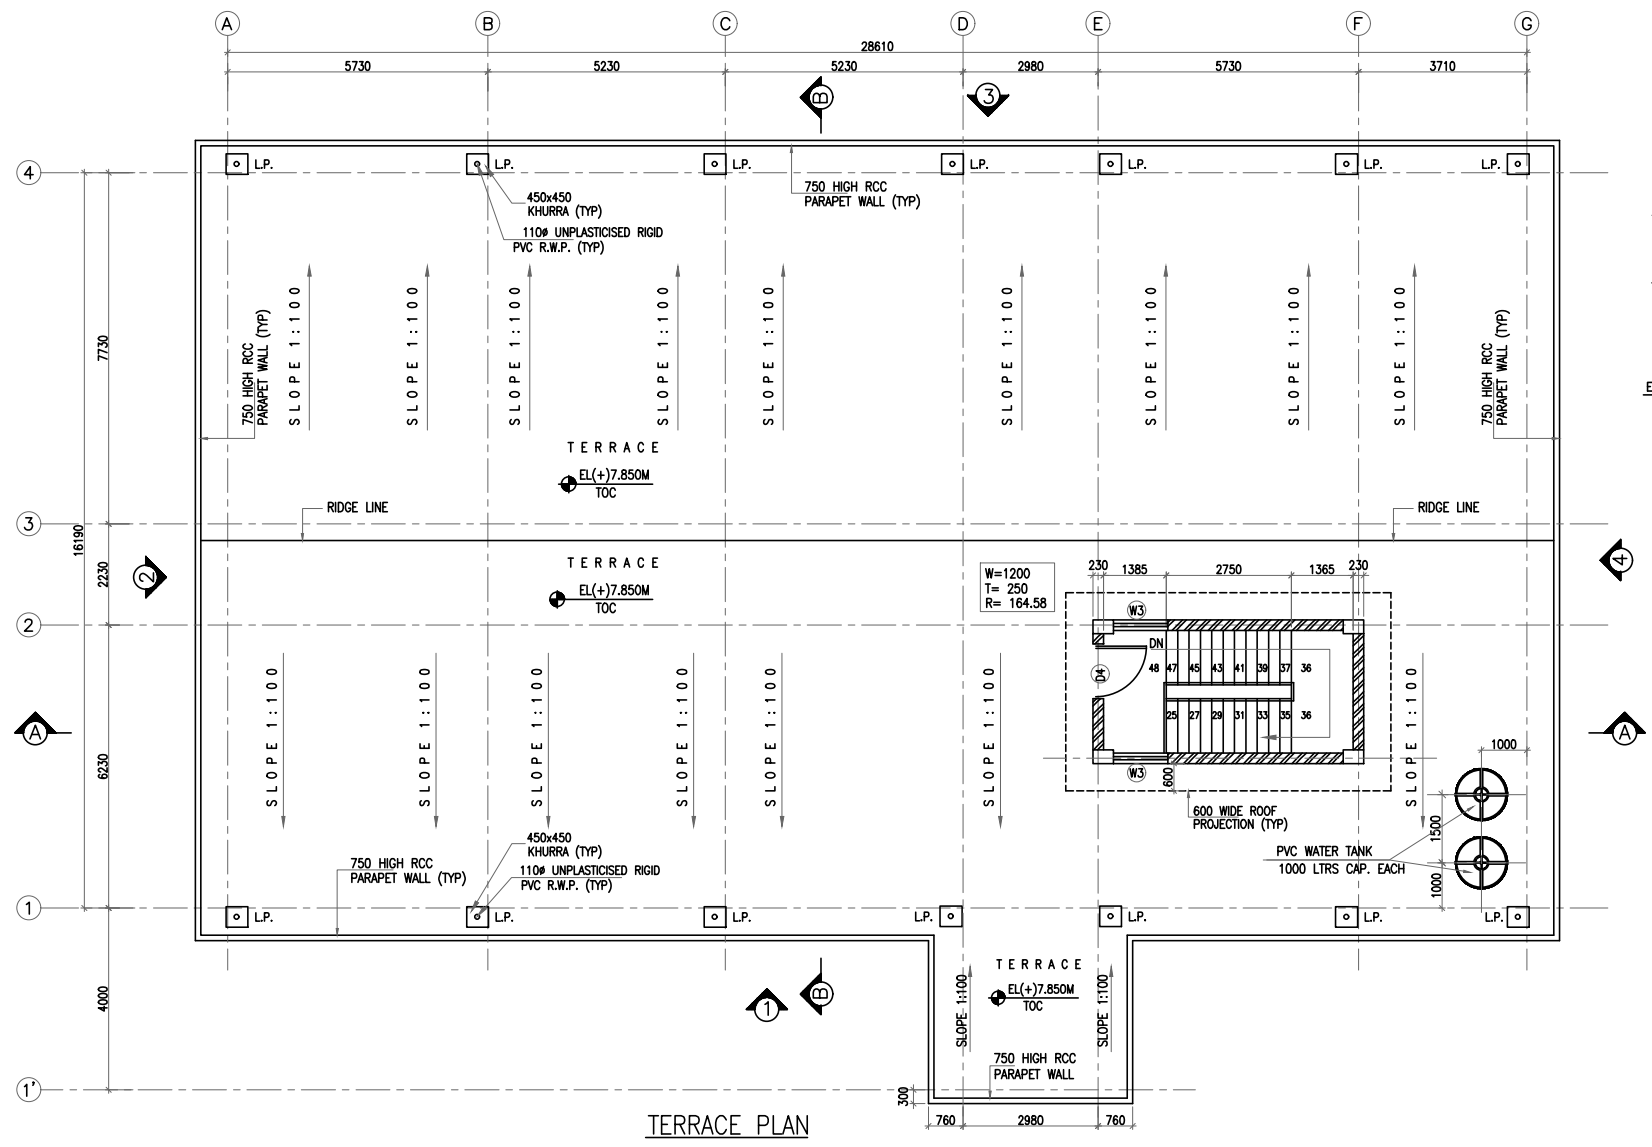 A
B
C
D
E
F
G
28610
5730
5230
5230
2980
5730
3710
B
3
4
L.P.
L.P.
L.P.
L.P.
L.P.
L.P.
L.P.
450x450
KHURRA (TYP)
110ø UNPLASTICISED RIGID
PVC R.W.P. (TYP)
750 HIGH RCC
PARAPET WALL (TYP)
7730
750 HIGH RCC
PARAPET WALL (TYP)
SLOPE 1:100
SLOPE 1:100
SLOPE 1:100
SLOPE 1:100
SLOPE 1:100
SLOPE 1:100
SLOPE 1:100
SLOPE 1:100
SLOPE 1:100
750 HIGH RCC
PARAPET WALL (TYP)
E
TERRACE
EL(+)7.850M
TOC
RIDGE LINE
RIDGE LINE
3
16190
2230
2
TERRACE
EL(+)7.850M
TOC
W=1200
T= 250
R= 164.58
230
1385
2750
1365
230
4
2
W3
DN
D4
48
47
45
43
41
39
37
36
25
27
29
31
33
35
36
W3
600
600 WIDE ROOF
PROJECTION (TYP)
A
6230
SLOPE 1:100
SLOPE 1:100
SLOPE 1:100
SLOPE 1:100
SLOPE 1:100
SLOPE 1:100
SLOPE 1:100
A
1000
1500
1000
PVC WATER TANK
1000 LTRS CAP. EACH
450x450
KHURRA (TYP)
110ø UNPLASTICISED RIGID
PVC R.W.P. (TYP)
750 HIGH RCC
PARAPET WALL (TYP)
1
L.P.
L.P.
L.P.
L.P.
L.P.
L.P.
L.P.
4000
1
B
TERRACE
EL(+)7.850M
TOC
SLOPE 1:100
SLOPE 1:100
750 HIGH RCC
PARAPET WALL
1'
300
760
2980
760
TERRACE PLAN